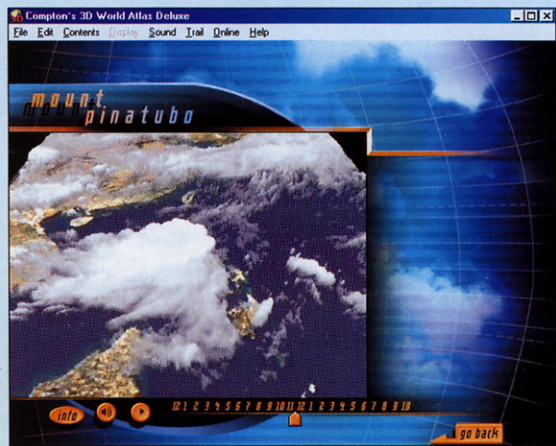 Compton's 3D World Atlas Deluxe
File Edit Contents Display Sound Trail Online Help
mount
pinatubo
info
12 1 2 3 4 5 6 7 8 9 10 11 12 1 2 3 4 5 6 7 8 9 10
go back